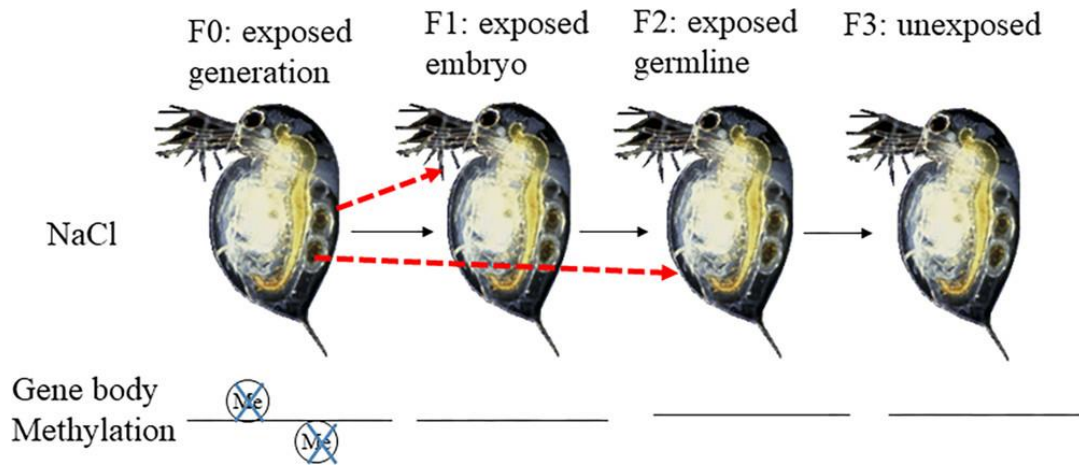 F0: exposed
generation
F1: exposed
embryo
F2: exposed
germline
F3: unexposed
NaCl
Gene body
Methylation
Me
Me